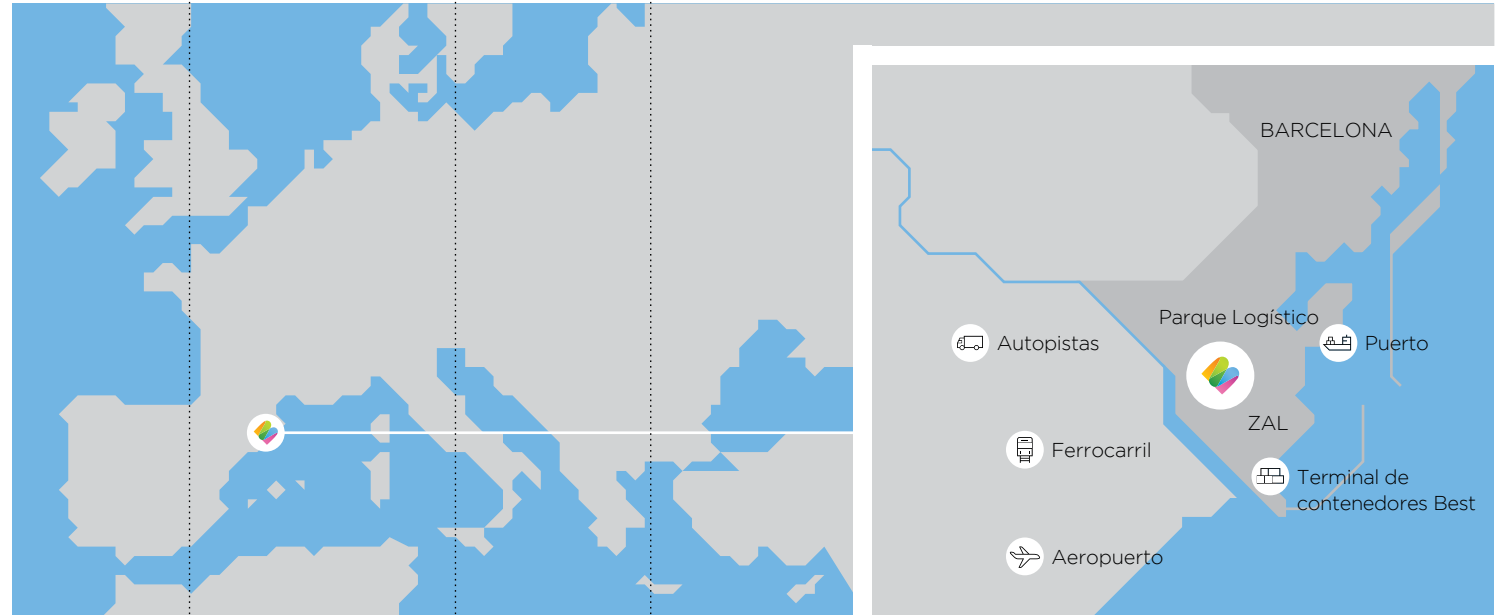 BARCELONA
Parque Logístico
Autopistas
Puerto
ZAL
Ferrocarril
Terminal de
contenedores Best
Aeropuerto